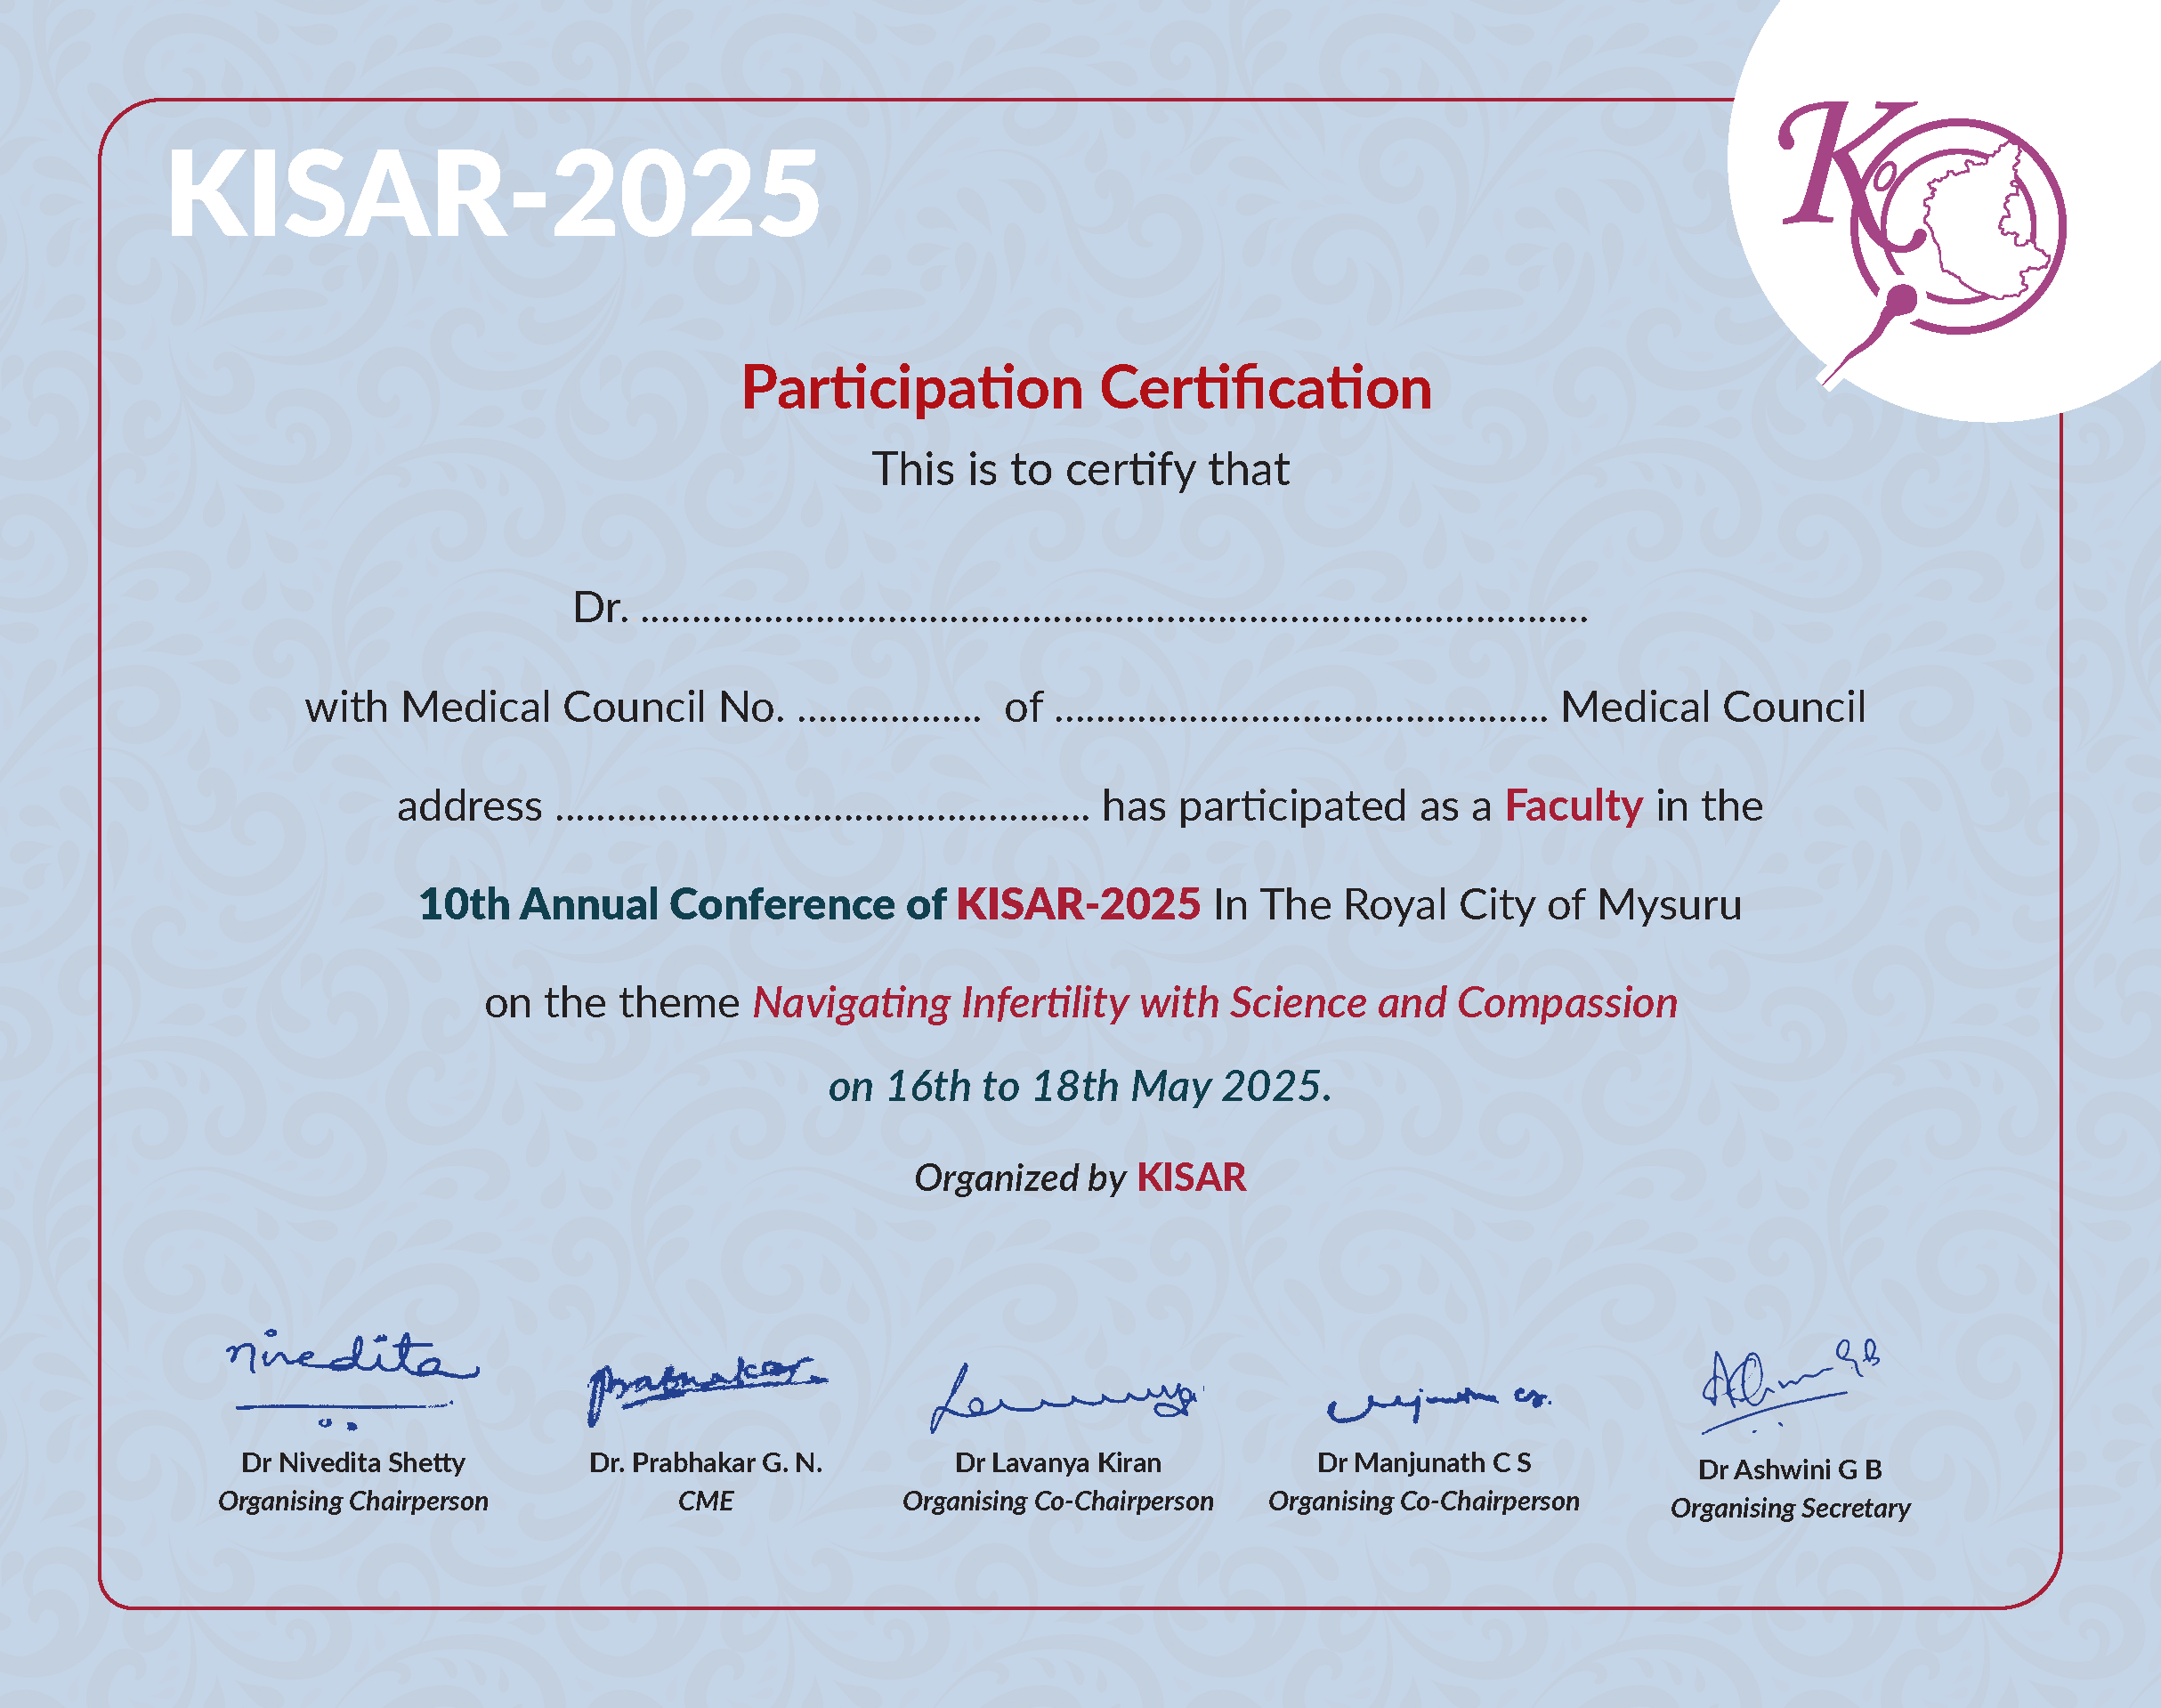 KISAR-2025
K
Participation Certification
This is to certify that
Dr. ............................................................................................
with Medical Council No. .................. of ................................................ Medical Council
address .................................................... has participated as a Faculty in the
10th Annual Conference of KISAR-2025 In The Royal City of Mysuru
on the theme Navigating Infertility with Science and Compassion
on 16th to 18th May 2025.
Organized by KISAR
Nivedita
Prabhakar
Dr Nivedita Shetty
Organising Chairperson
Dr. Prabhakar G. N.
CME
Dr Lavanya Kiran
Organising Co-Chairperson
Dr Manjunath C S
Organising Co-Chairperson
Dr Ashwini G B
Organising Secretary